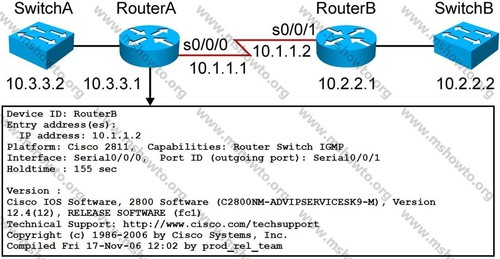 SwitchA RouterA RouterB SwitchB
s0/0/0 s0/0/1
10.1.1.1 10.1.1.2
10.3.3.2 10.3.3.1 10.2.2.1 10.2.2.2
Device ID: RouterB
Entry address(es):
IP address: 10.1.1.2
Platform: Cisco 2811, Capabilities: Router Switch IGMP
Interface: Serial0/0/0, Port ID (outgoing port): Serial0/0/1
Holdtime : 155 sec
Version :
Cisco IOS Software, 2800 Software (C2800NM-ADVIPSERVICESK9-M), Version
12.4(12), RELEASE SOFTWARE (fc1)
Technical Support: http://www.cisco.com/techsupport
Copyright (c) 1986-2006 by Cisco Systems, Inc.
Compiled Fri 17-Nov-06 12:02 by prod_rel_team
www.mshowto.org